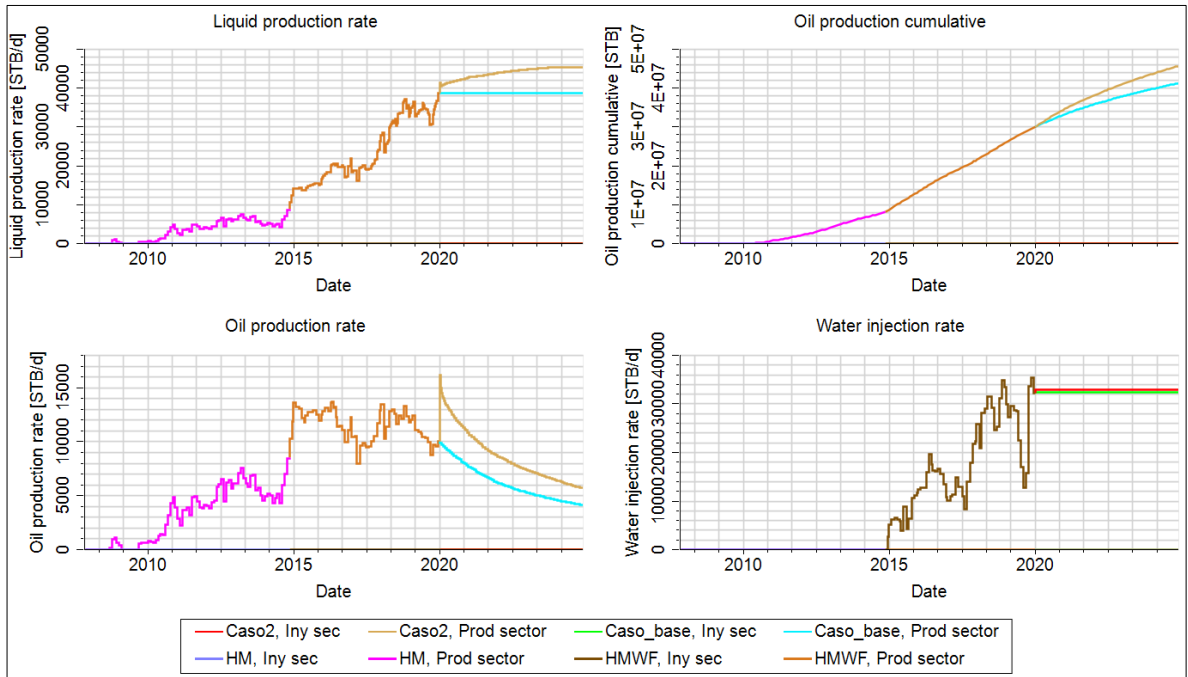 Liquid production rate
Liquid production rate [STB/d]
50000
40000
30000
20000
10000
0
2010
2015
2020
Date
Oil production cumulative
Oil production cumulative [STB]
5E+07
4E+07
3E+07
2E+07
1E+07
0
2010
2015
2020
Date
Oil production rate
Oil production rate [STB/d]
15000
10000
5000
0
2010
2015
2020
Date
Water injection rate
Water injection rate [STB/d]
40000
30000
20000
10000
0
2010
2015
2020
Date
Caso2, Iny sec
Caso2, Prod sector
Caso_base, Iny sec
Caso_base, Prod sector
HM, Iny sec
HM, Prod sector
HMWF, Iny sec
HMWF, Prod sector